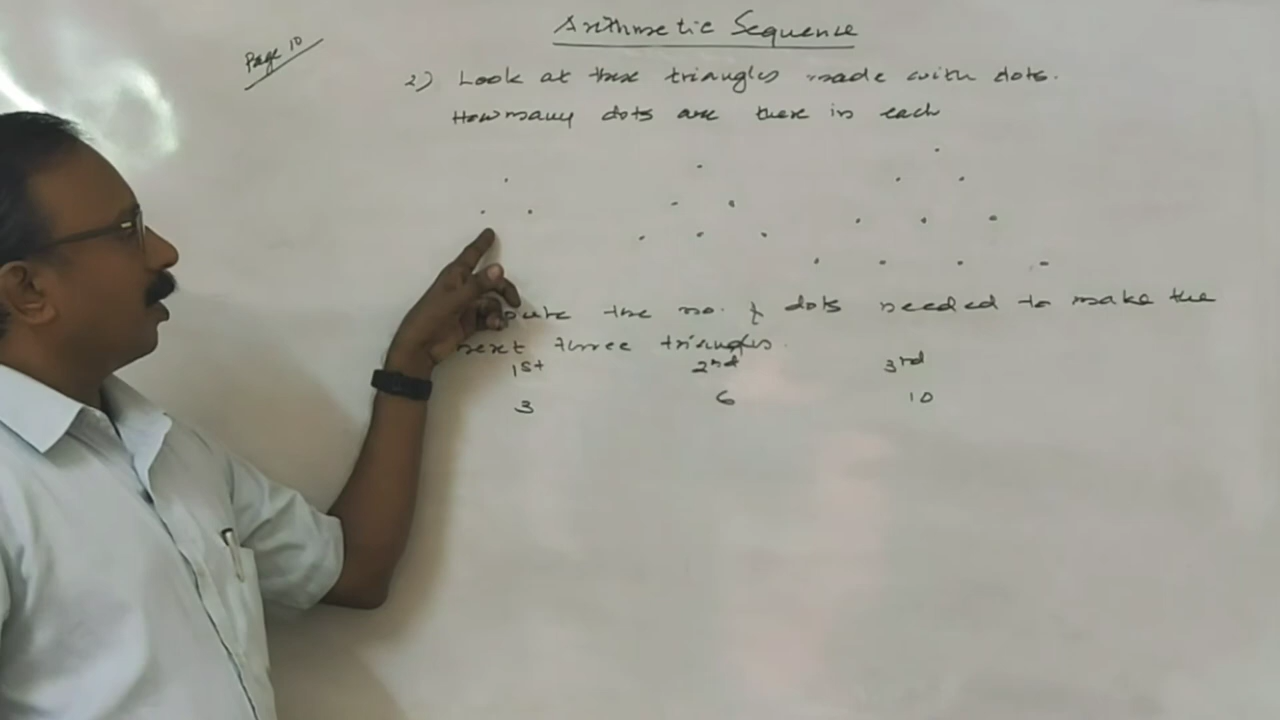 Arithmetic Sequence
Page 10
2) Look at these triangles made with dots.
How many dots are there in each
the no. of dots needed to make the
next three triangles.
1st 2nd 3rd
3 6 10